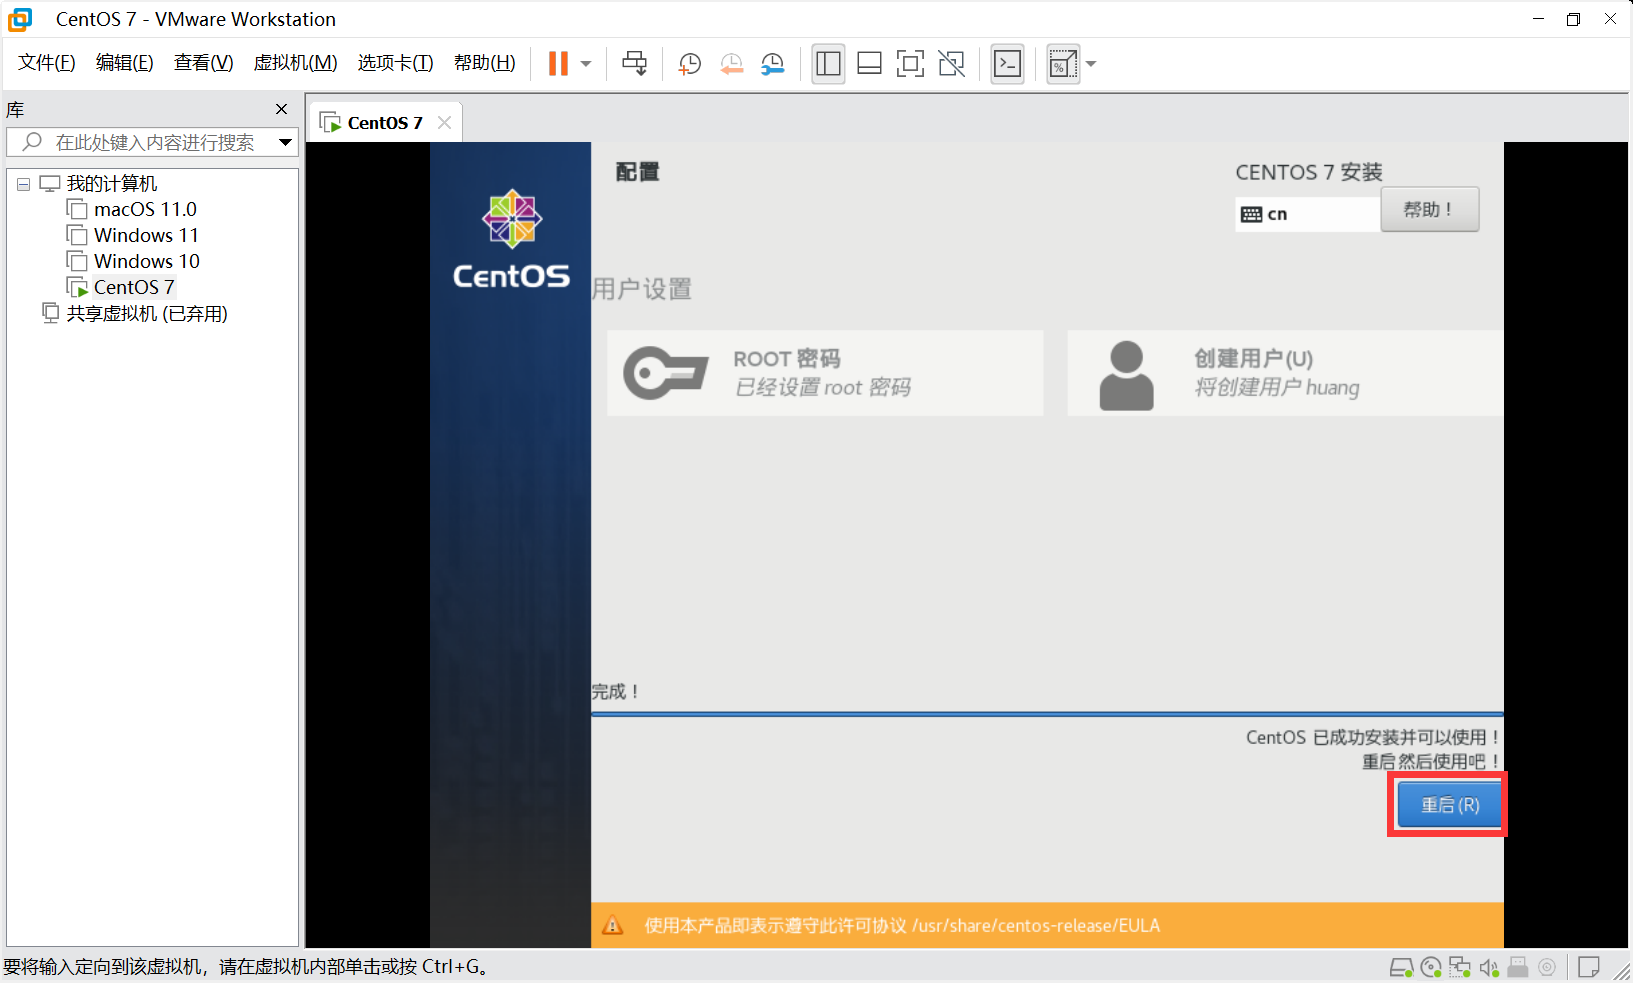 CentOS 7 - VMware Workstation
文件(F) 编辑(E) 查看(V) 虚拟机(M) 选项卡(T) 帮助(H)
库
在此处键入内容进行搜索
我的计算机
macOS 11.0
Windows 11
Windows 10
CentOS 7
共享虚拟机 (已弃用)
CentOS 7
CentOS
配置
CENTOS 7 安装
cn
帮助！
用户设置
ROOT 密码
已经设置 root 密码
创建用户(U)
将创建用户 huang
完成！
CentOS 已成功安装并可以使用！
重启然后使用吧！
重启(R)
使用本产品即表示遵守此许可协议 /usr/share/centos-release/EULA
要将输入定向到该虚拟机，请在虚拟机内部单击或按 Ctrl+G。